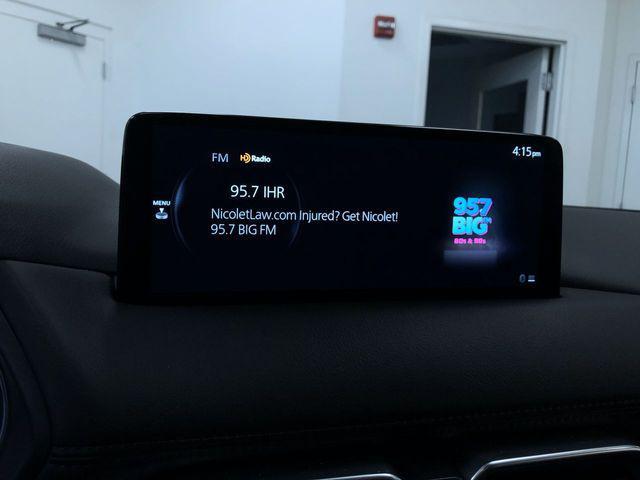 FM HD Radio
4:15pm
95.7 IHR
MENU
NicoletLaw.com Injured? Get Nicolet!
95.7 BIG FM
957
BIG FM
80s & 90s